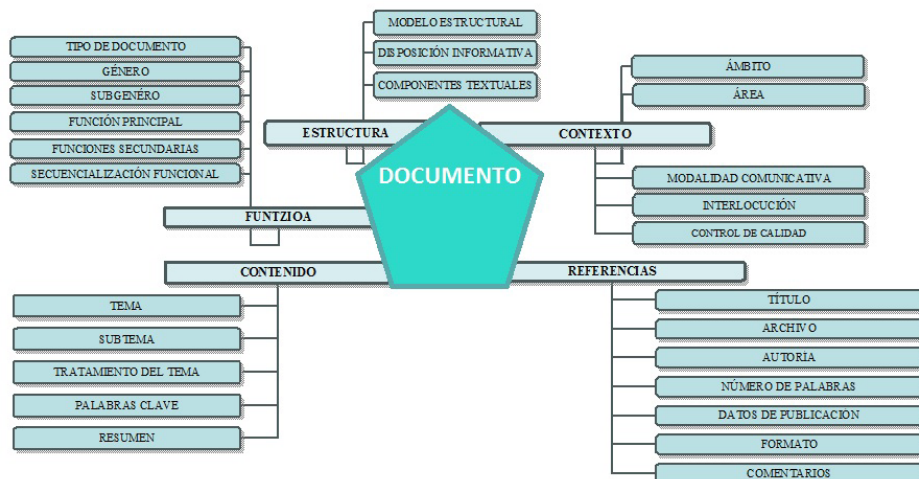 MODELO ESTRUCTURAL
DISPOSICIÓN INFORMATIVA
COMPONENTES TEXTUALES
ESTRUCTURA
TIPO DE DOCUMENTO
GÉNERO
SUBGENÉRO
FUNCIÓN PRINCIPAL
FUNCIONES SECUNDARIAS
SECUENCIALIZACIÓN FUNCIONAL
FUNTZIOA
DOCUMENTO
ÁMBITO
ÁREA
CONTEXTO
MODALIDAD COMUNICATIVA
INTERLOCUCIÓN
CONTROL DE CALIDAD
CONTENIDO
TEMA
SUBTEMA
TRATAMIENTO DEL TEMA
PALABRAS CLAVE
RESUMEN
REFERENCIAS
TÍTULO
ARCHIVO
AUTORÍA
NÚMERO DE PALABRAS
DATOS DE PUBLICACIÓN
FORMATO
COMENTARIOS